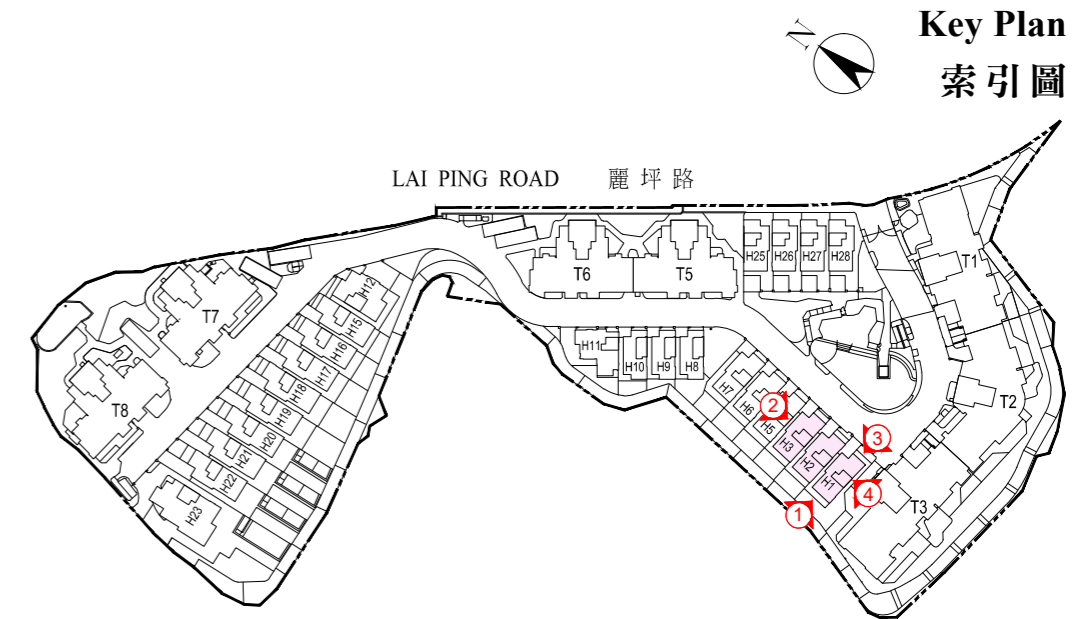 N
Key Plan
索引圖
LAI PING ROAD 麗坪路
T1
T6
T5
H25
H26
H27
H28
T7
H12
H15
H16
H17
H18
H19
H20
H21
H22
H23
T8
H11
H10
H9
H8
H7
H6
H5
H3
H2
H1
T2
T3
2
3
4
1